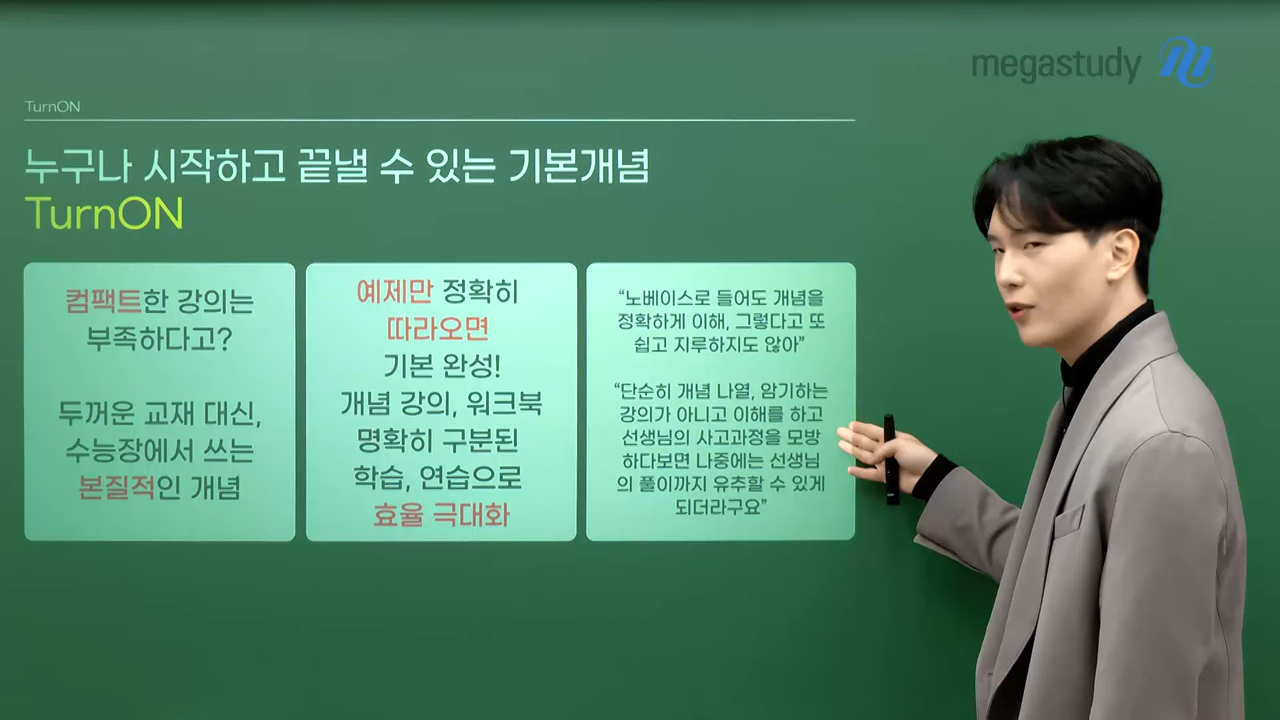 megastudy
TurnON
누구나 시작하고 끝낼 수 있는 기본개념
TurnON
컴팩트한 강의는
부족하다고?
두꺼운 교재 대신,
수능장에서 쓰는
본질적인 개념
예제만 정확히
따라오면
기본 완성!
개념 강의, 워크북
명확히 구분된
학습, 연습으로
효율 극대화
“노베이스로 들어도 개념을
정확하게 이해, 그렇다고 또
쉽고 지루하지도 않아”
“단순히 개념 나열, 암기하는
강의가 아니고 이해를 하고
선생님의 사고과정을 모방
하다보면 나중에는 선생님
의 풀이까지 유추할 수 있게
되더라구요”